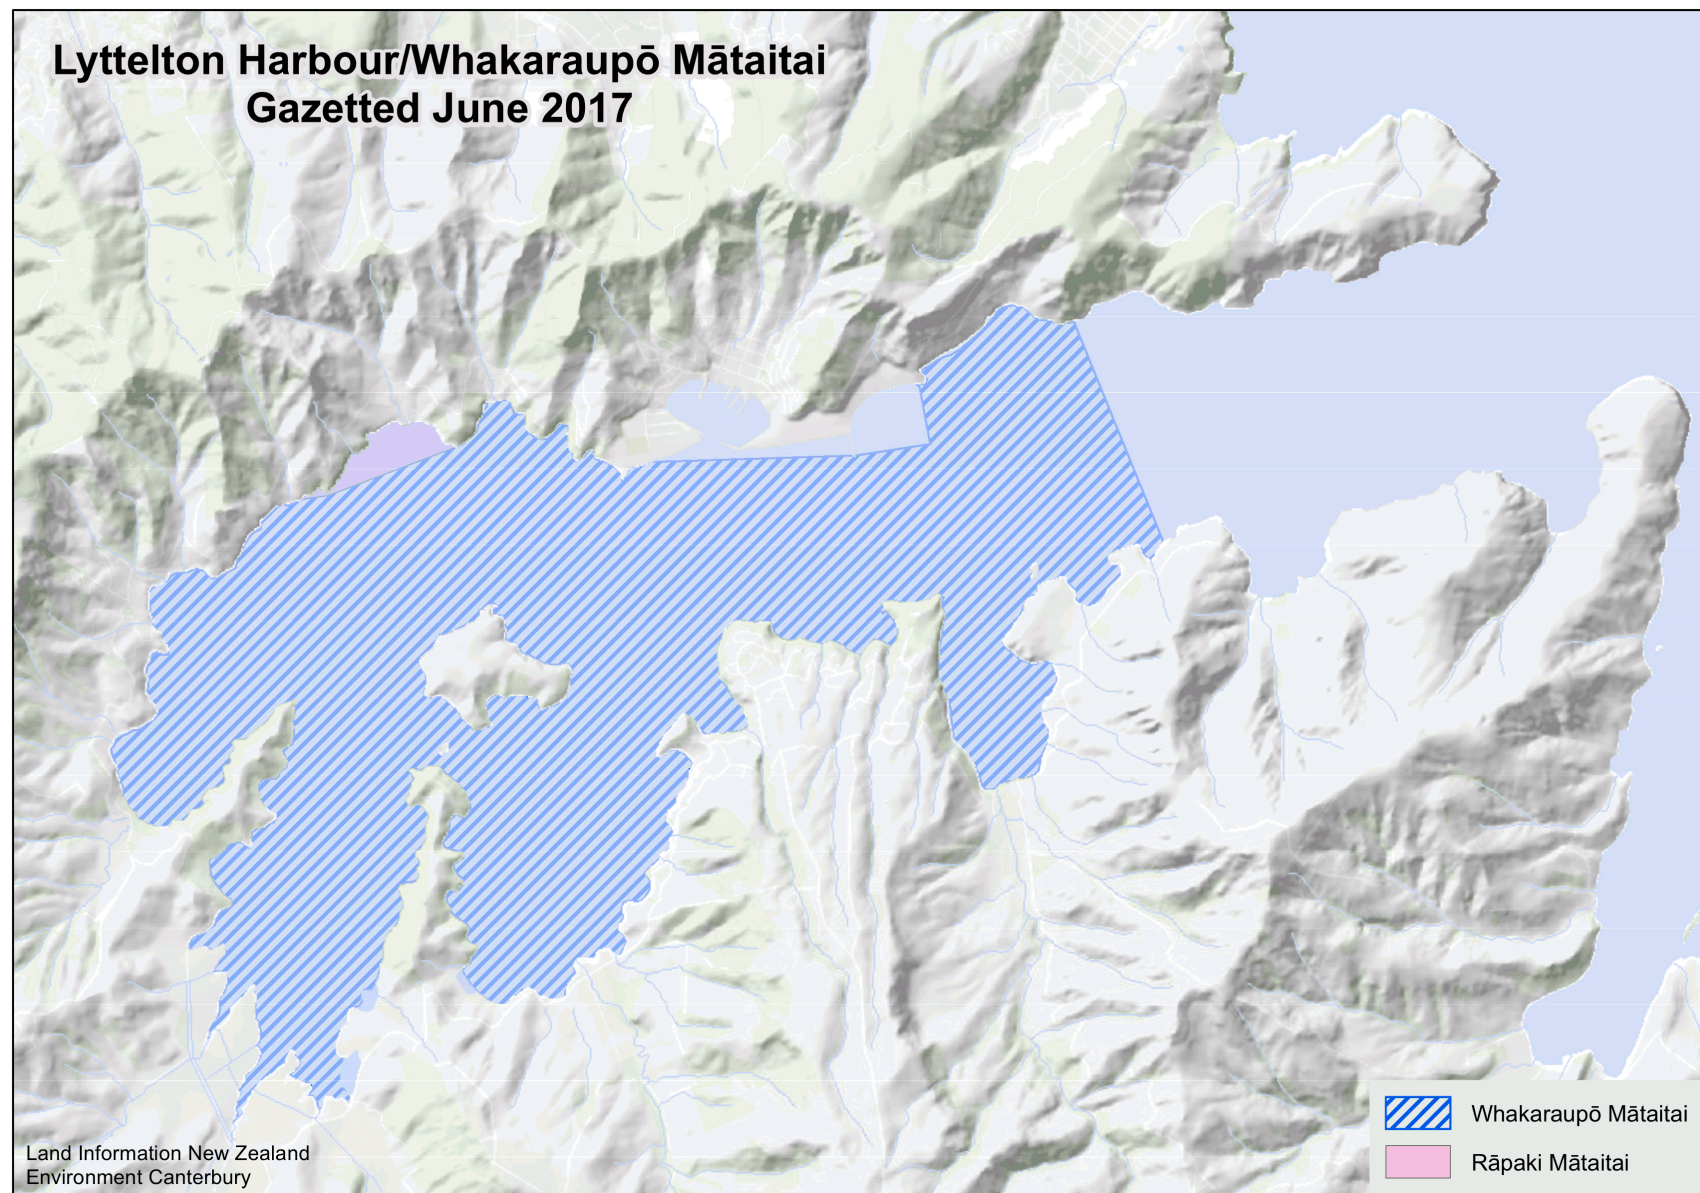 Lyttelton Harbour/Whakaraupō Mātaitai
Gazetted June 2017
Whakaraupō Mātaitai
Rāpaki Mātaitai
Land Information New Zealand
Environment Canterbury